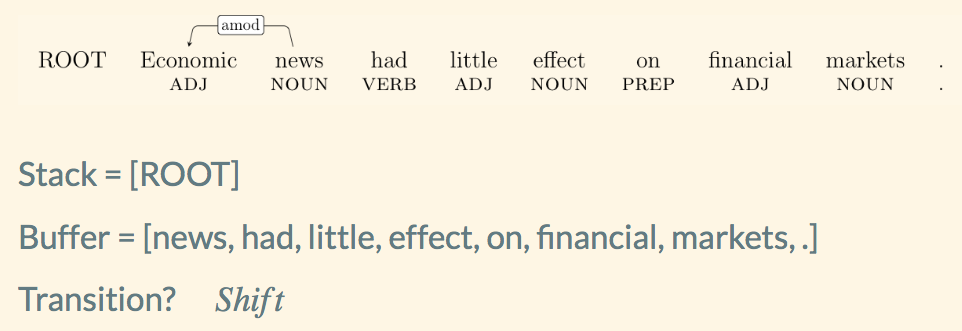 amod
ROOT Economic news had little effect on financial markets .
ADJ NOUN VERB ADJ NOUN PREP ADJ NOUN .
Stack = [ROOT]
Buffer = [news, had, little, effect, on, financial, markets, .]
Transition? Shift